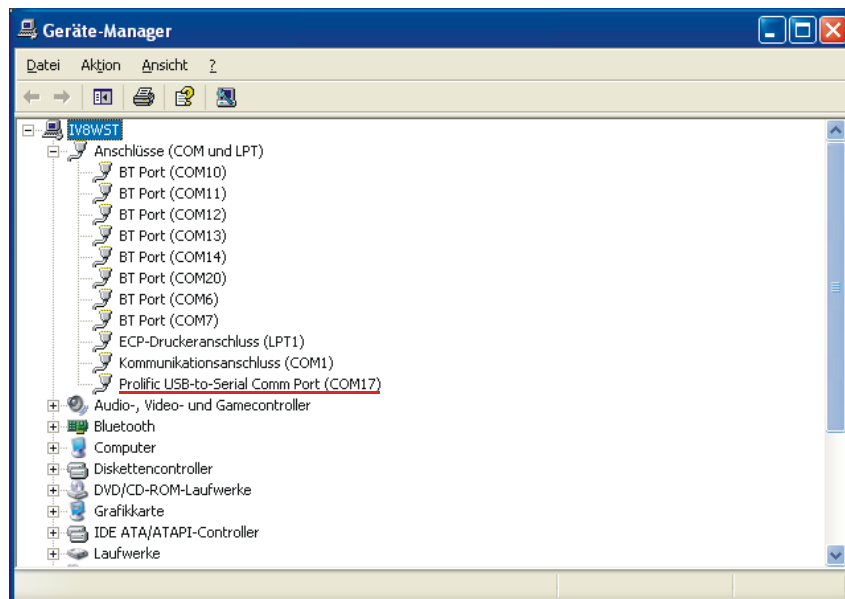 Geräte-Manager
Datei Aktion Ansicht ?
IV8WST
Anschlüsse (COM und LPT)
BT Port (COM10)
BT Port (COM11)
BT Port (COM12)
BT Port (COM13)
BT Port (COM14)
BT Port (COM20)
BT Port (COM6)
BT Port (COM7)
ECP-Druckeranschluss (LPT1)
Kommunikationsanschluss (COM1)
Prolific USB-to-Serial Comm Port (COM17)
Audio-, Video- und Gamecontroller
Bluetooth
Computer
Diskettencontroller
DVD/CD-ROM-Laufwerke
Grafikkarte
IDE ATA/ATAPI-Controller
Laufwerke